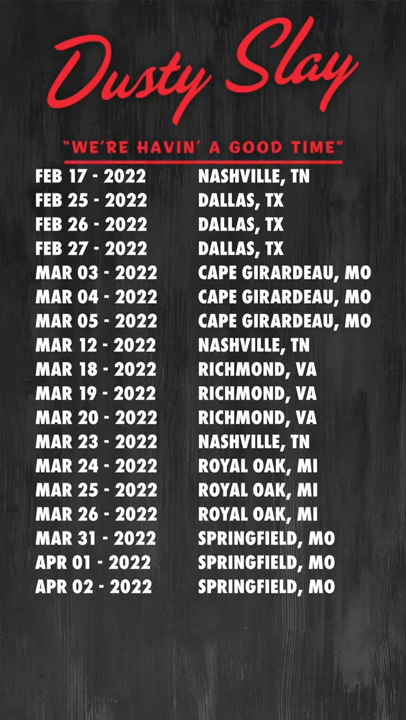 Dusty Slay
"WE'RE HAVIN' A GOOD TIME"
FEB 17 - 2022 NASHVILLE, TN
FEB 25 - 2022 DALLAS, TX
FEB 26 - 2022 DALLAS, TX
FEB 27 - 2022 DALLAS, TX
MAR 03 - 2022 CAPE GIRARDEAU, MO
MAR 04 - 2022 CAPE GIRARDEAU, MO
MAR 05 - 2022 CAPE GIRARDEAU, MO
MAR 12 - 2022 NASHVILLE, TN
MAR 18 - 2022 RICHMOND, VA
MAR 19 - 2022 RICHMOND, VA
MAR 20 - 2022 RICHMOND, VA
MAR 23 - 2022 NASHVILLE, TN
MAR 24 - 2022 ROYAL OAK, MI
MAR 25 - 2022 ROYAL OAK, MI
MAR 26 - 2022 ROYAL OAK, MI
MAR 31 - 2022 SPRINGFIELD, MO
APR 01 - 2022 SPRINGFIELD, MO
APR 02 - 2022 SPRINGFIELD, MO